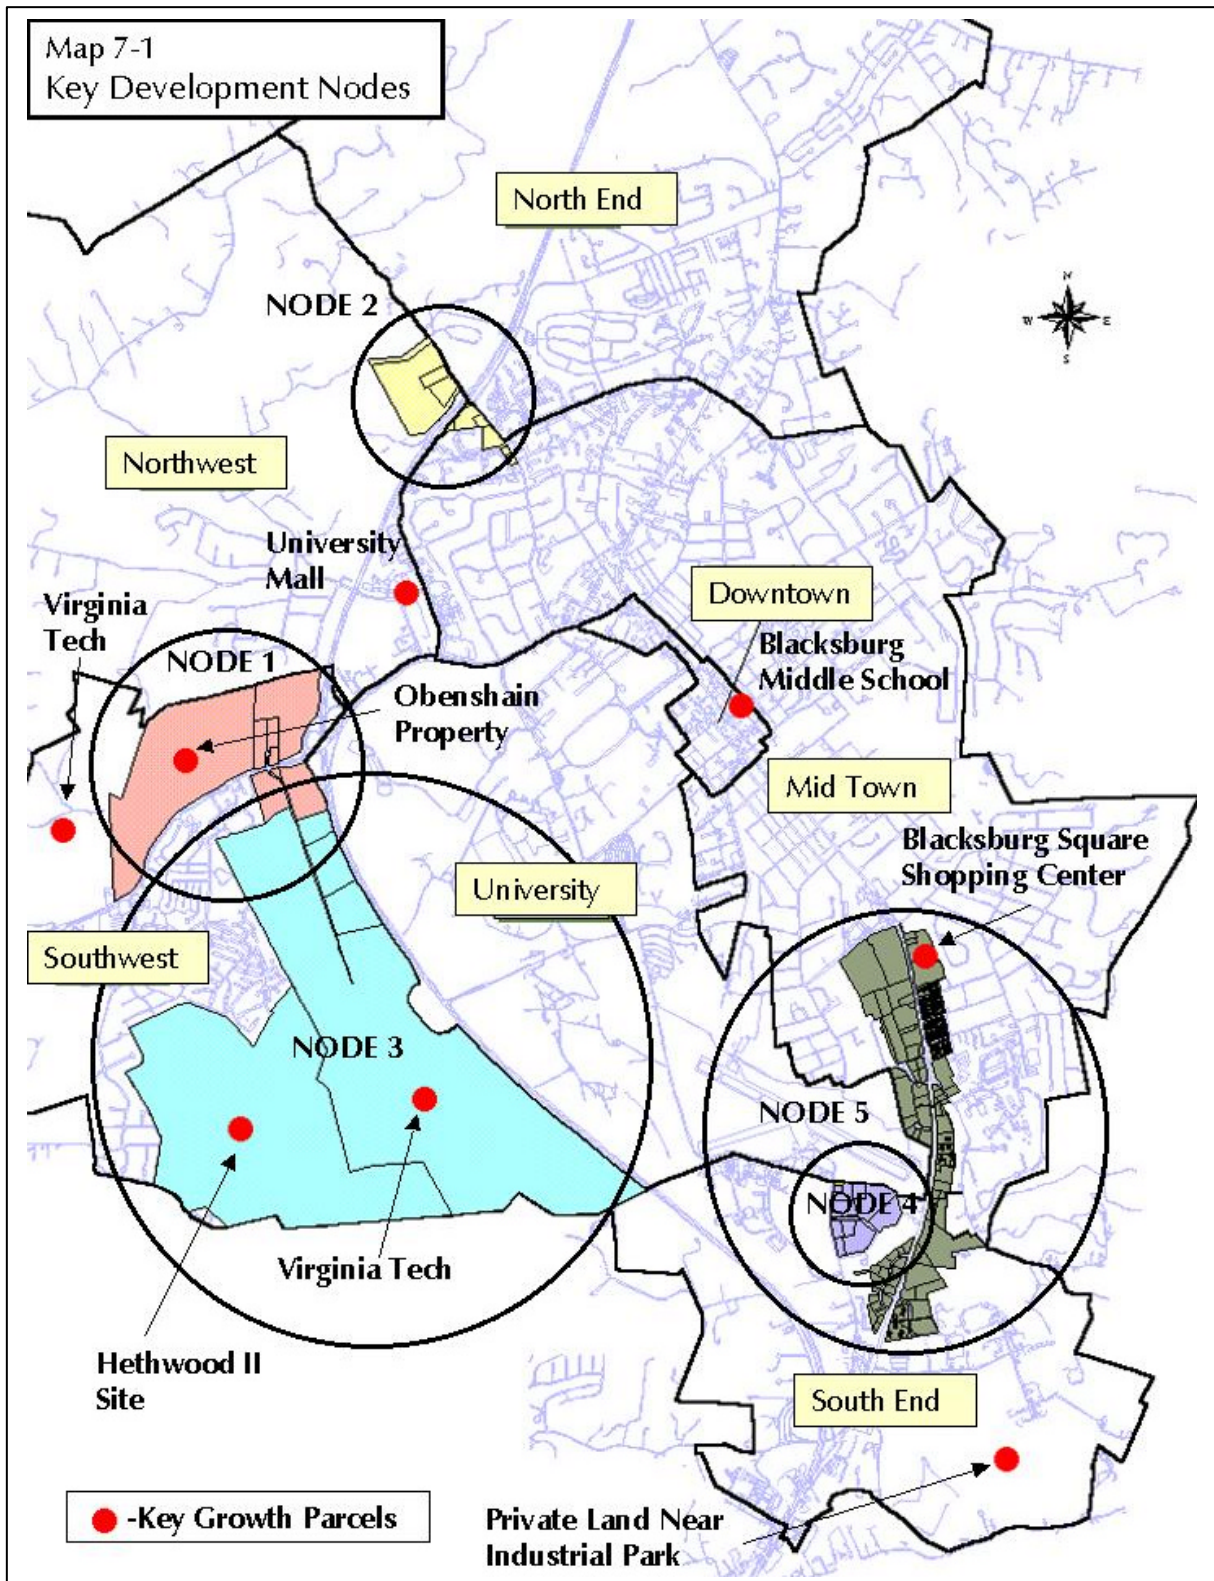 Map 7-1
Key Development Nodes
North End
N
W
E
S
NODE 2
Northwest
University
Mall
Downtown
Virginia
Tech
Blacksburg
Middle School
NODE 1
Obenshain
Property
Mid Town
Blacksburg Square
Shopping Center
University
Southwest
NODE 3
NODE 5
NODE 4
Virginia Tech
Hethwood II
Site
South End
-Key Growth Parcels
Private Land Near
Industrial Park